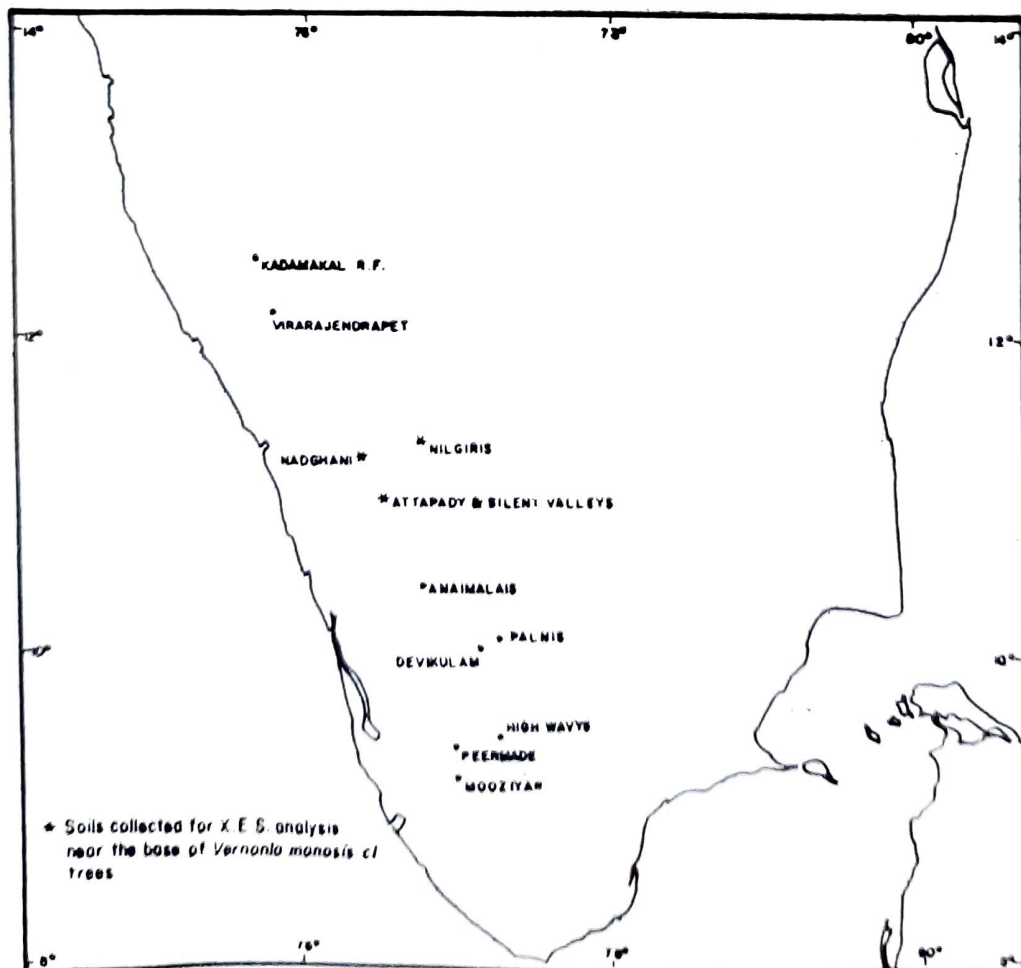 14° 76° 78° 80° 14°
KADAMAKAL R.F.
VIRARAJENDRAPET
12° 12°
NILGIRIS
NADGHANI *
* ATTAPADY & SILENT VALLEYS
ANAIMALAIS
PALNIS
10° DEVIKULAM 10°
HIGH WAVYS
PEERMADE
MOOZIYAR
* Soils collected for X.E.S. analysis
near the base of Vernonia monosis cl
trees
8° 76° 78° 80°